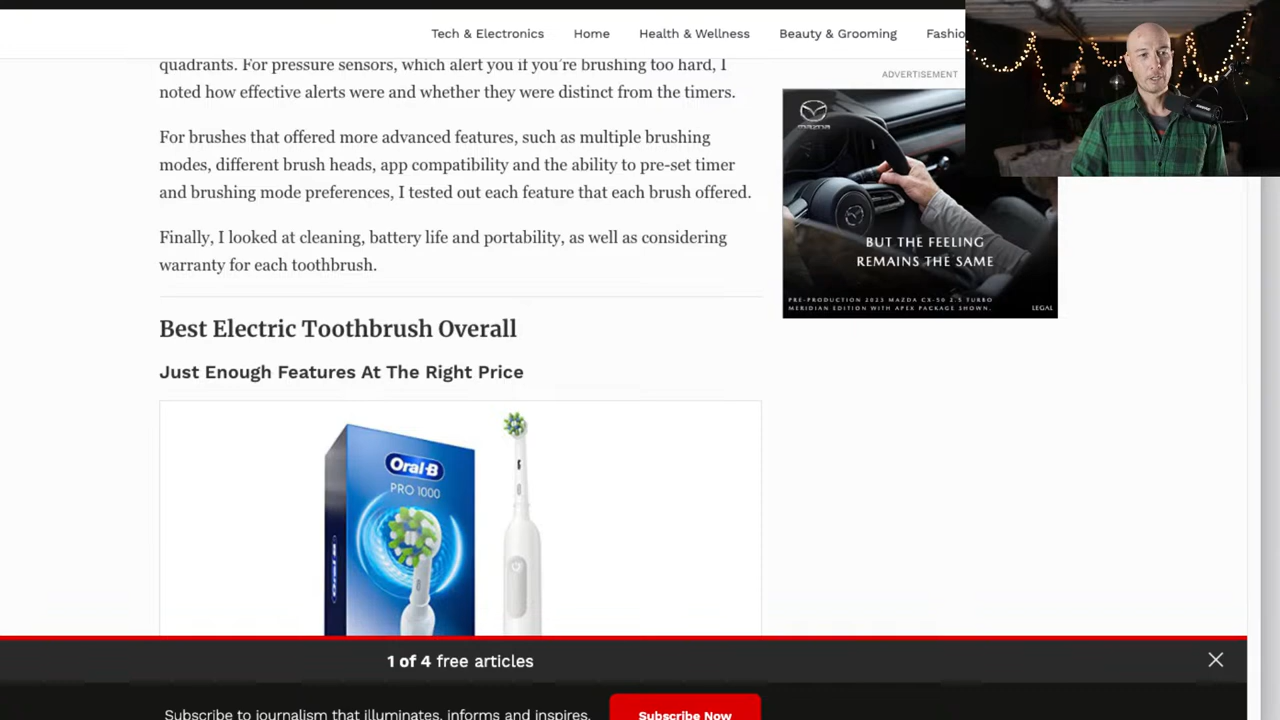 Tech & Electronics Home Health & Wellness Beauty & Grooming Fashio
quadrants. For pressure sensors, which alert you if you're brushing too hard, I
noted how effective alerts were and whether they were distinct from the timers.
For brushes that offered more advanced features, such as multiple brushing
modes, different brush heads, app compatibility and the ability to pre-set timer
and brushing mode preferences, I tested out each feature that each brush offered.
Finally, I looked at cleaning, battery life and portability, as well as considering
warranty for each toothbrush.
Best Electric Toothbrush Overall
Just Enough Features At The Right Price
Oral-B
PRO 1000
ADVERTISEMENT
mazda
BUT THE FEELING
REMAINS THE SAME
PRE-PRODUCTION 2023 MAZDA CX-50 2.5 TURBO
MERIDIAN EDITION WITH APEX PACKAGE SHOWN.
LEGAL
1 of 4 free articles
Subscribe to journalism that illuminates, informs and inspires.
Subscribe Now